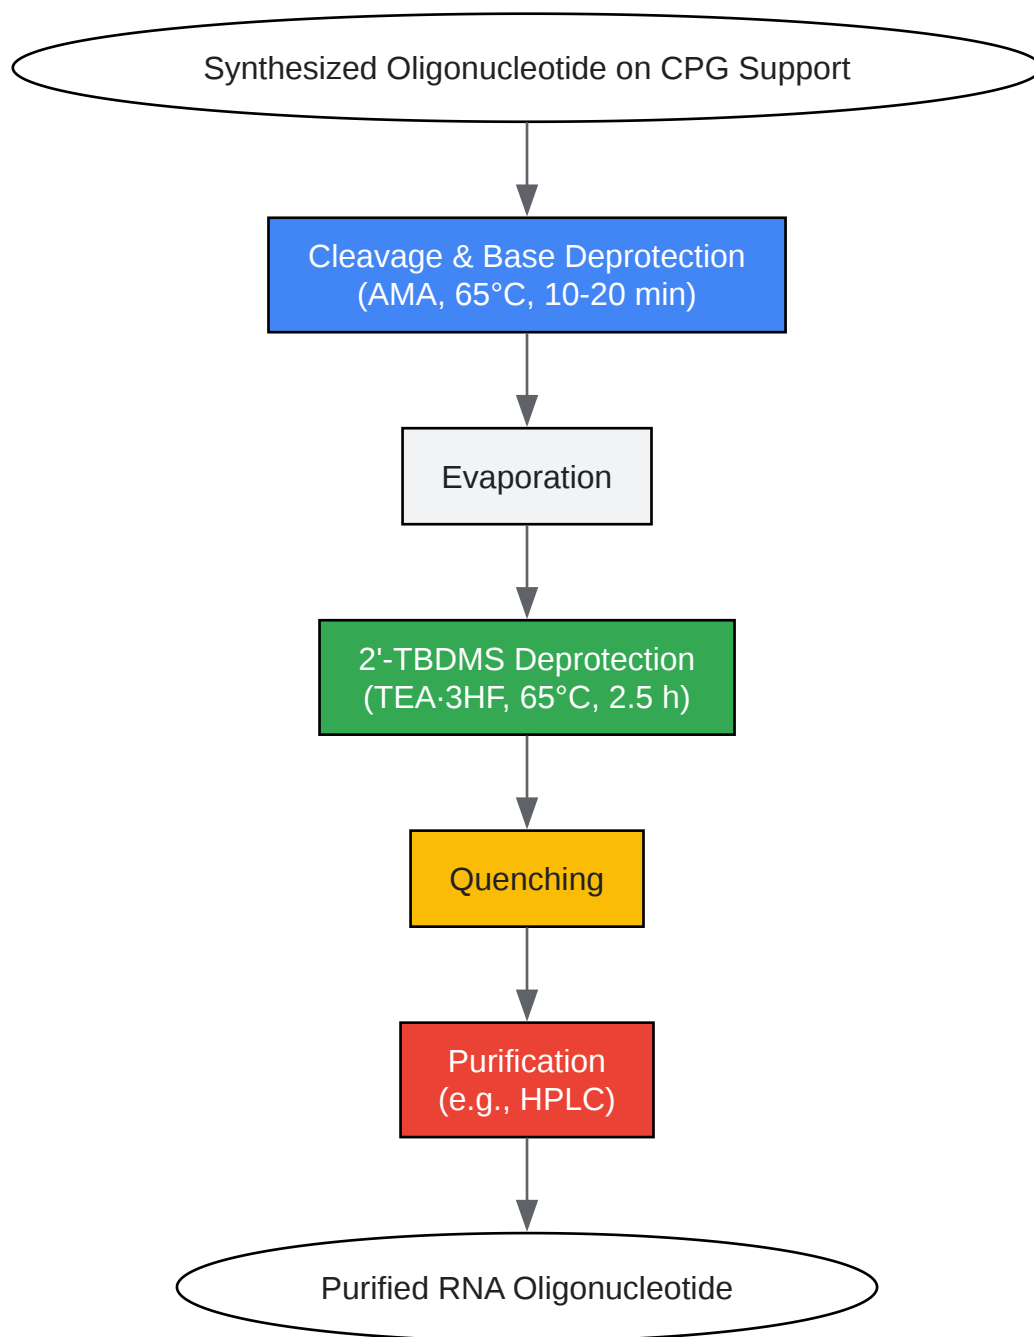 Synthesized Oligonucleotide on CPG Support
Cleavage & Base Deprotection
(AMA, 65°C, 10-20 min)
Evaporation
2'-TBDMS Deprotection
(TEA·3HF, 65°C, 2.5 h)
Quenching
Purification
(e.g., HPLC)
Purified RNA Oligonucleotide